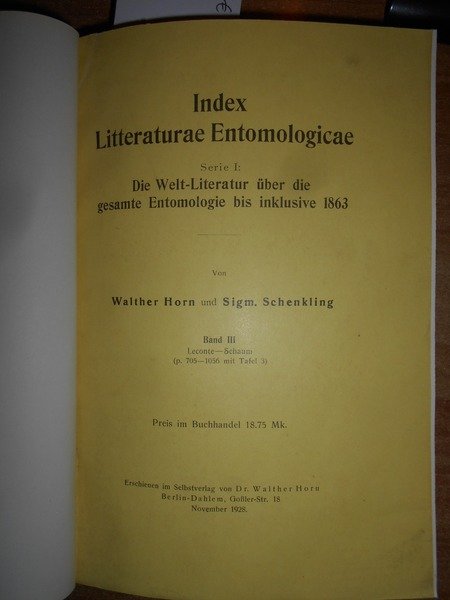 Index
Litteraturae Entomologicae
Serie I:
Die Welt-Literatur über die
gesamte Entomologie bis inklusive 1863
Von
Walther Horn und Sigm. Schenkling
Band III
Leconte—Schaum
(p. 705—1056 mit Tafel 3)
Preis im Buchhandel 18.75 Mk.
Erschienen im Selbstverlag von Dr. Walther Horn
Berlin-Dahlem, Goßler-Str. 18
November 1928.